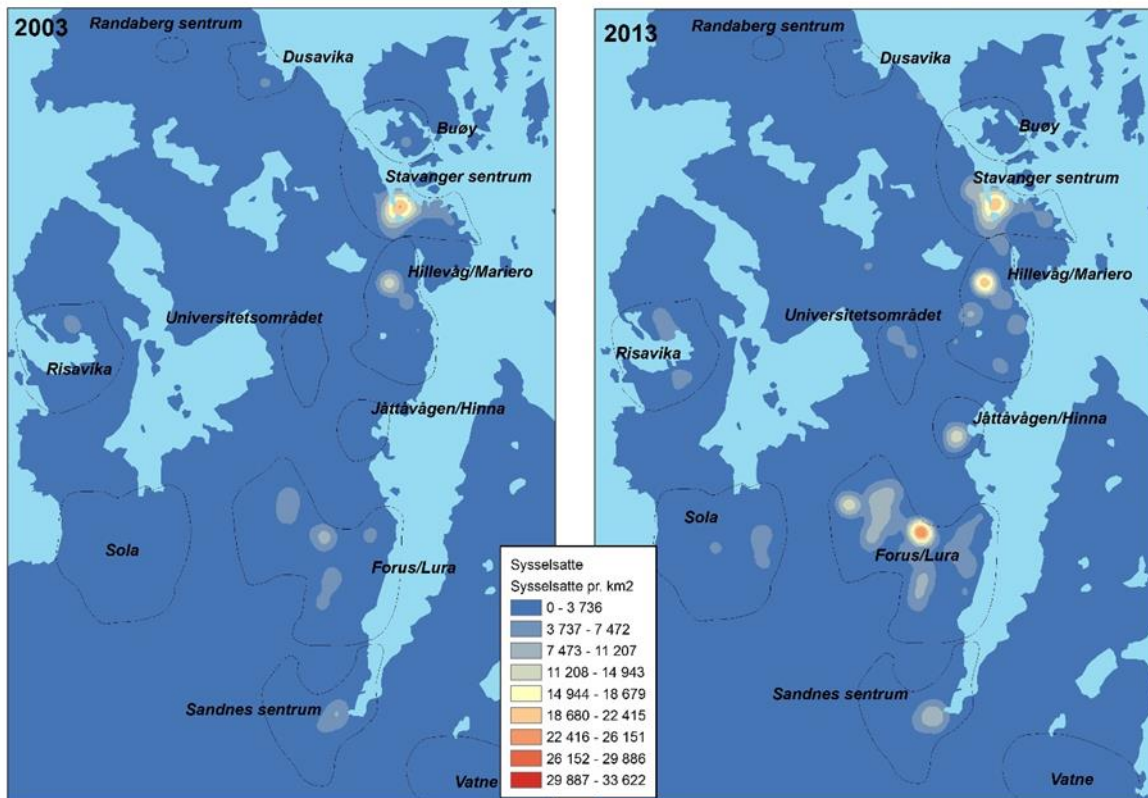 2003
Randaberg sentrum
Dusavika
Buøy
Stavanger sentrum
Hillevåg/Mariero
Universitetsområdet
Risavika
Jåttåvågen/Hinna
Sola
Forus/Lura
Sandnes sentrum
Vatne
2013
Randaberg sentrum
Dusavika
Buøy
Stavanger sentrum
Hillevåg/Mariero
Universitetsområdet
Risavika
Jåttåvågen/Hinna
Sola
Forus/Lura
Sandnes sentrum
Vatne
Sysselsatte
Sysselsatte pr. km2
0 - 3 736
3 737 - 7 472
7 473 - 11 207
11 208 - 14 943
14 944 - 18 679
18 680 - 22 415
22 416 - 26 151
26 152 - 29 886
29 887 - 33 622